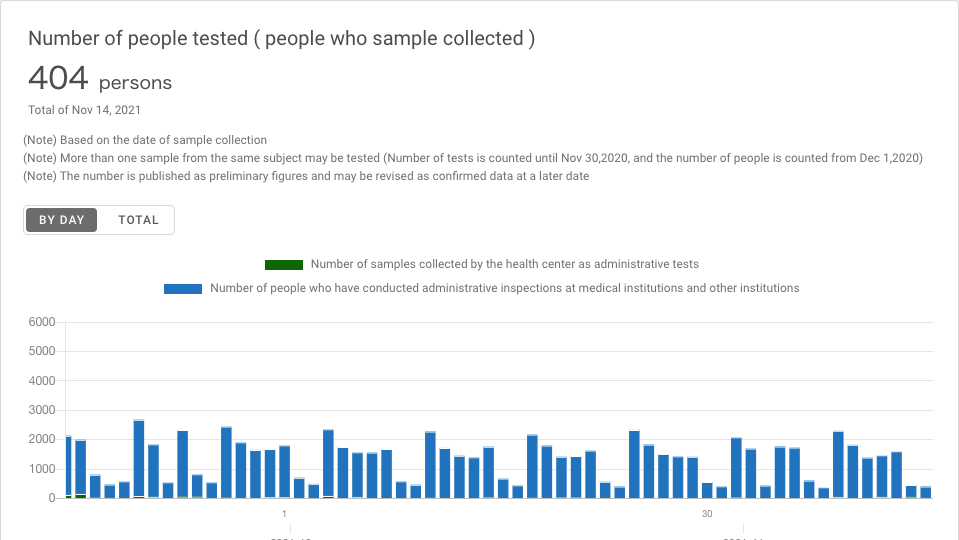 Number of people tested ( people who sample collected )
404 persons
Total of Nov 14, 2021
(Note) Based on the date of sample collection
(Note) More than one sample from the same subject may be tested (Number of tests is counted until Nov 30,2020, and the number of people is counted from Dec 1,2020)
(Note) The number is published as preliminary figures and may be revised as confirmed data at a later date
BY DAY TOTAL
Number of samples collected by the health center as administrative tests
Number of people who have conducted administrative inspections at medical institutions and other institutions
6000
5000
4000
3000
2000
1000
0
1 30